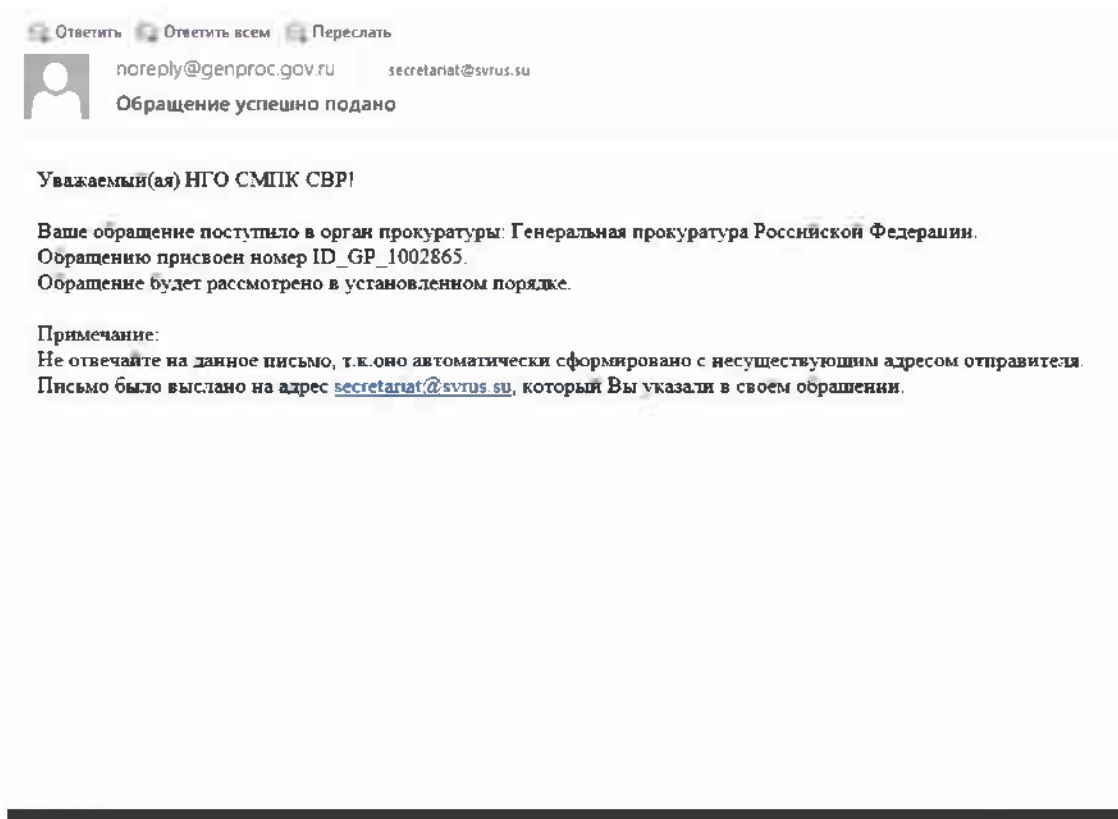 Ответить Ответить всем Переслать
noreply@genproc.gov.ru secretariat@svrus.su
Обращение успешно подано
Уважаемый(ая) НГО СМПК СВР!
Ваше обращение поступило в орган прокуратуры: Генеральная прокуратура Российской Федерации.
Обращению присвоен номер ID_GP_1002865.
Обращение будет рассмотрено в установленном порядке.
Примечание:
Не отвечайте на данное письмо, т.к.оно автоматически сформировано с несуществующим адресом отправителя.
Письмо было выслано на адрес secretariat@svrus.su, который Вы указали в своем обращении.